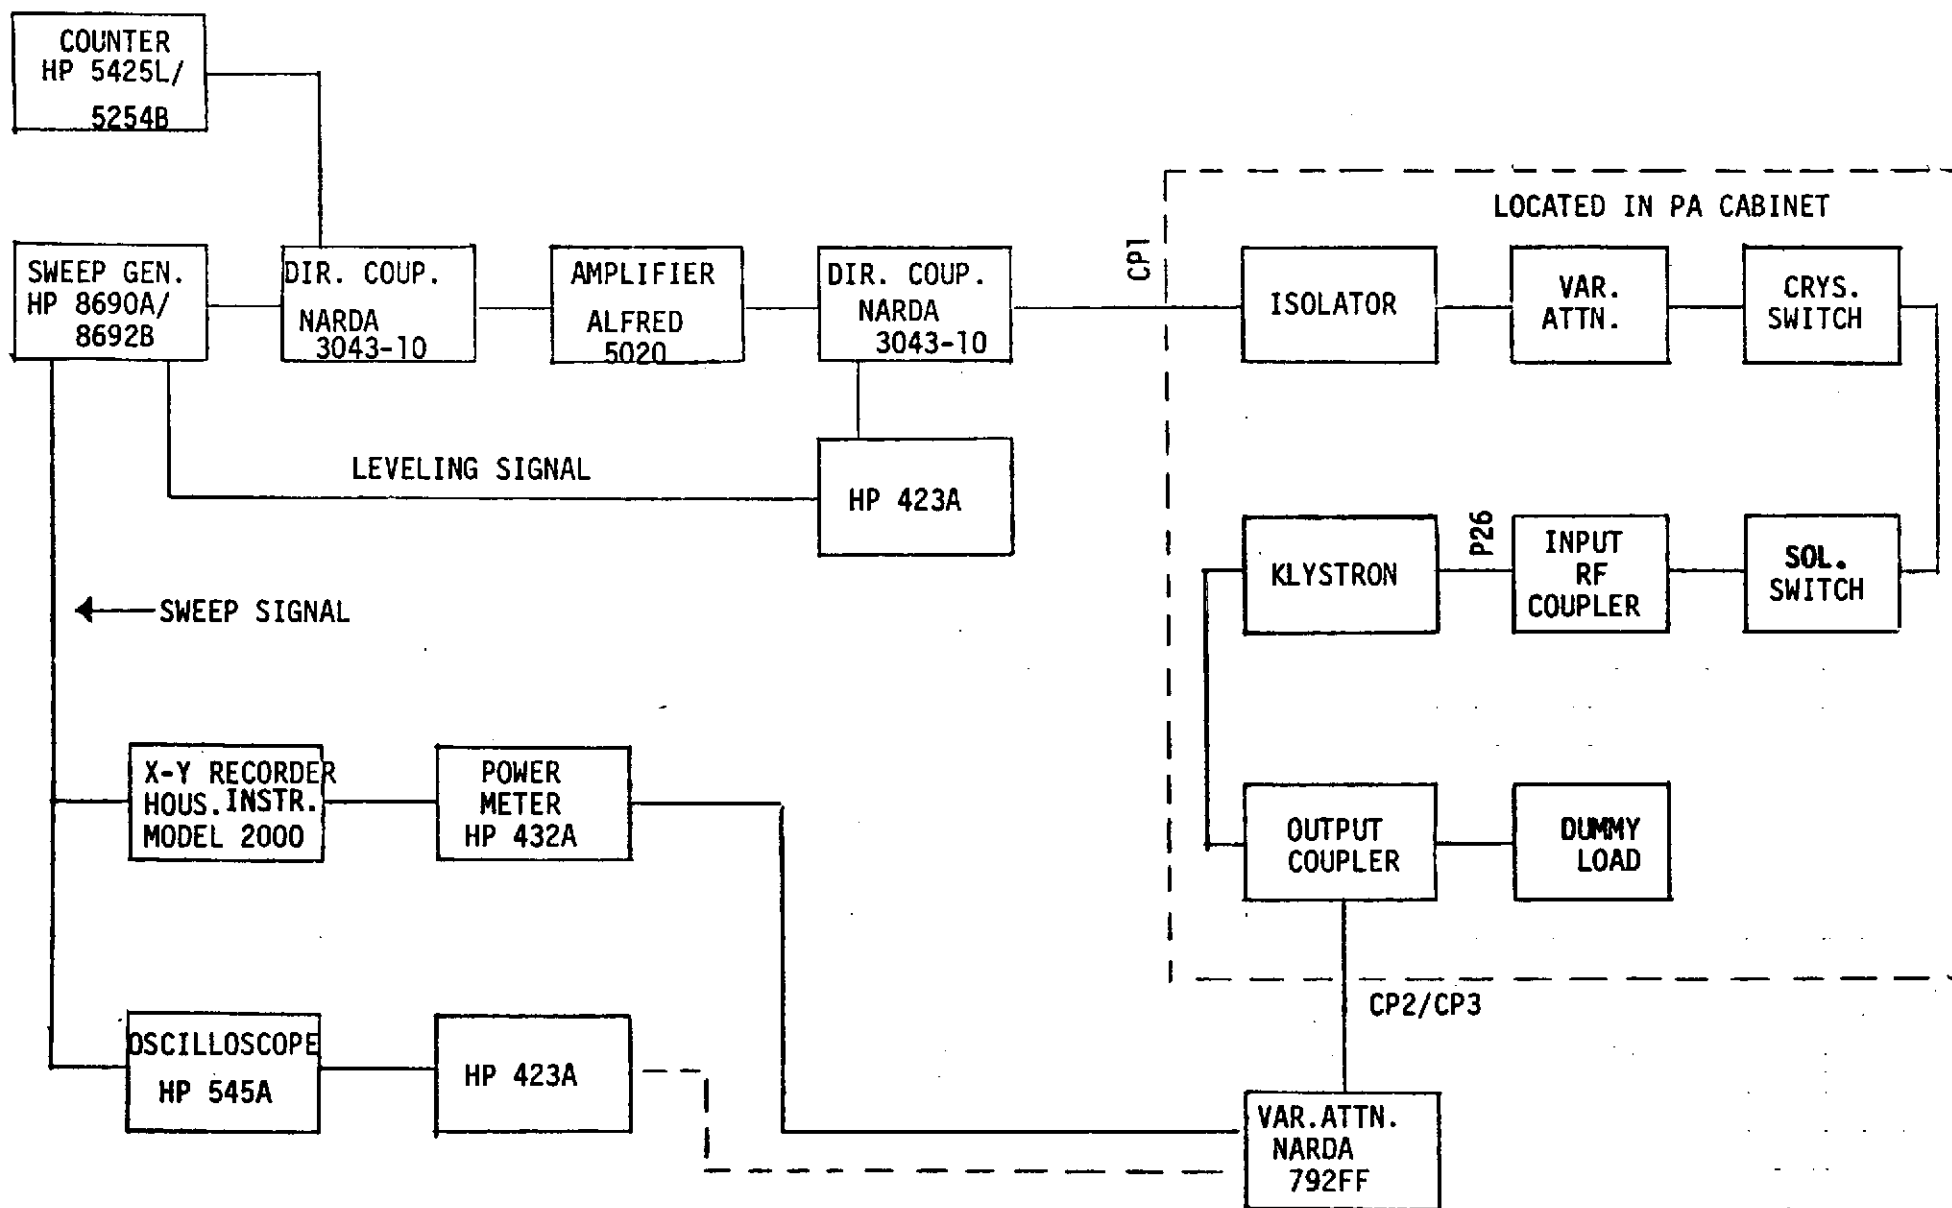 COUNTER
HP 5425L/
5254B
LOCATED IN PA CABINET
SWEEP GEN.
HP 8690A/
8692B
DIR. COUP.
NARDA
3043-10
AMPLIFIER
ALFRED
5020
DIR. COUP.
NARDA
3043-10
CP1
ISOLATOR
VAR.
ATTN.
CRYS.
SWITCH
LEVELING SIGNAL
HP 423A
KLYSTRON
P26
INPUT
RF
COUPLER
SOL.
SWITCH
SWEEP SIGNAL
X-Y RECORDER
HOUS. INSTR.
MODEL 2000
POWER
METER
HP 432A
OUTPUT
COUPLER
DUMMY
LOAD
CP2/CP3
OSCILLOSCOPE
HP 545A
HP 423A
VAR. ATTN.
NARDA
792FF